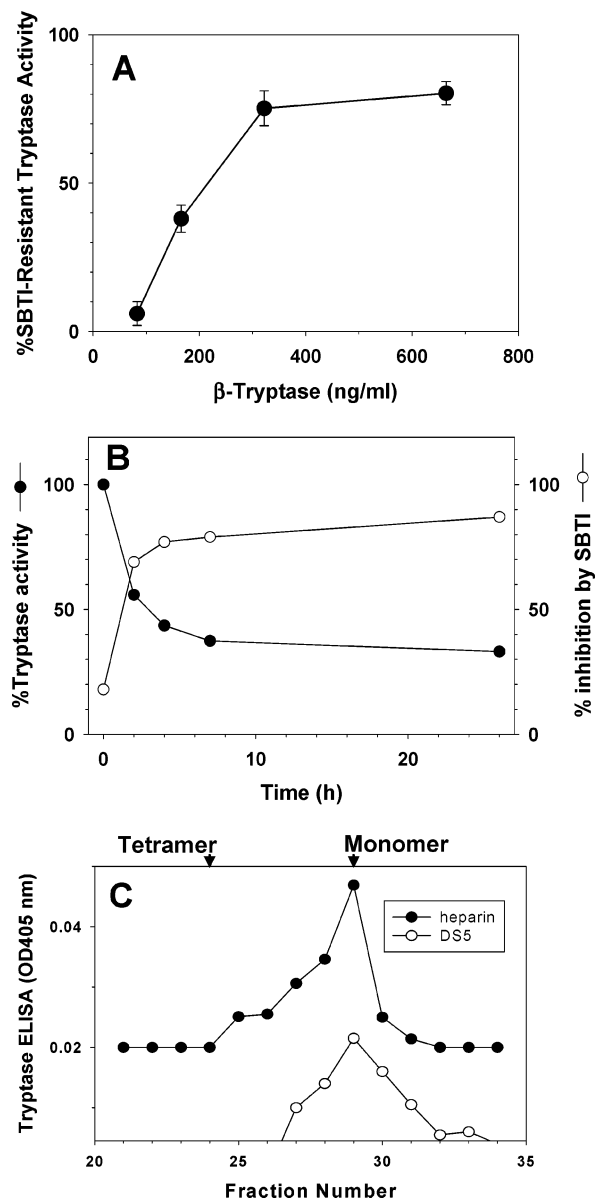 A
%SBTI-Resistant Tryptase Activity
100
50
0
0 200 400 600 800
β-Tryptase (ng/ml)
B
%Tryptase activity
100
50
0
% inhibition by SBTI
100
50
0
0 10 20
Time (h)
Tetramer Monomer
C
Tryptase ELISA (OD405 nm)
0.04
0.02
heparin
DS5
20 25 30 35
Fraction Number